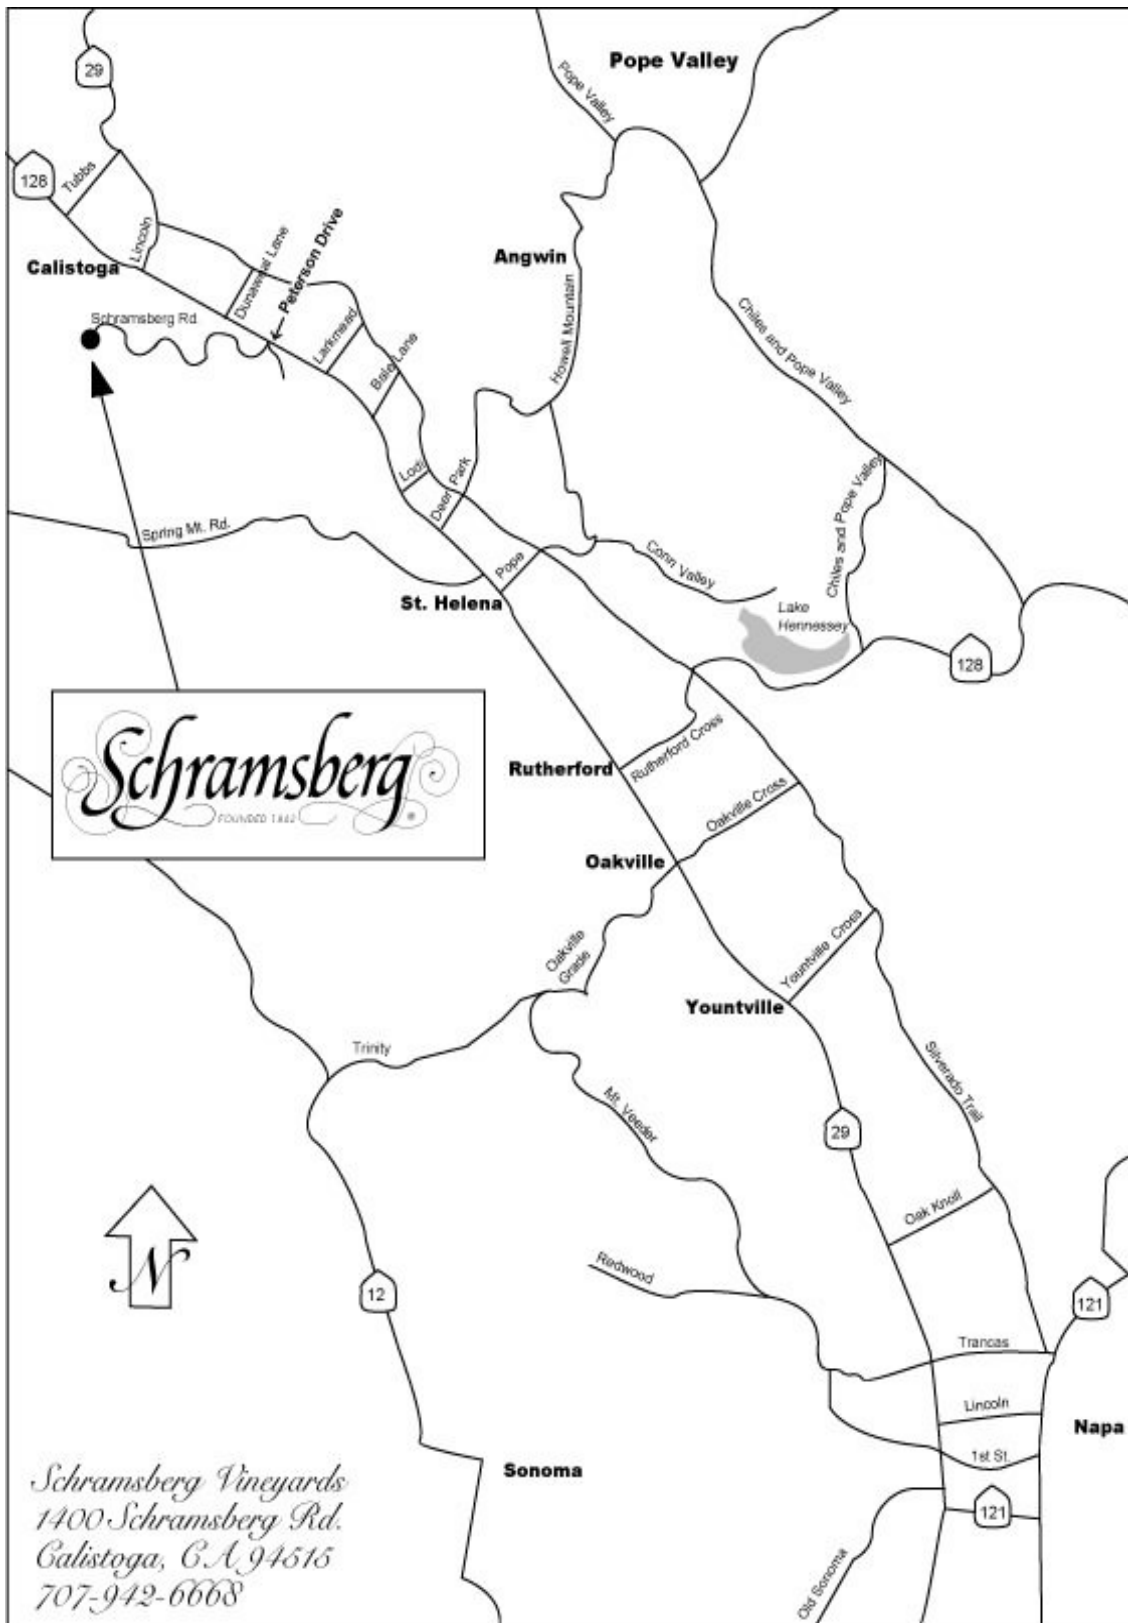 Pope Valley
Pope Valley
29
128
Tubbs
Lincoln
Calistoga
Dunaweal Lane
Peterson Drive
Angwin
Howell Mountain
Schramsberg Rd.
Larkmead
Bale Lane
Chiles and Pope Valley
Lodi
Deer Park
Chiles and Pope Valley
Spring Mt. Rd.
Pope
Conn Valley
St. Helena
Lake
Hennessey
128
Schramsberg
FOUNDED 1862
Rutherford
Rutherford Cross
Oakville Cross
Oakville
Oakville
Grade
Yountville Cross
Yountville
Trinity
Silverado Trail
Mt. Veeder
29
Oak Knoll
N
Redwood
12
121
Trancas
Lincoln
Napa
1st St.
Sonoma
121
Old Sonoma
Schramsberg Vineyards
1400 Schramsberg Rd.
Calistoga, CA 94515
707-942-6668